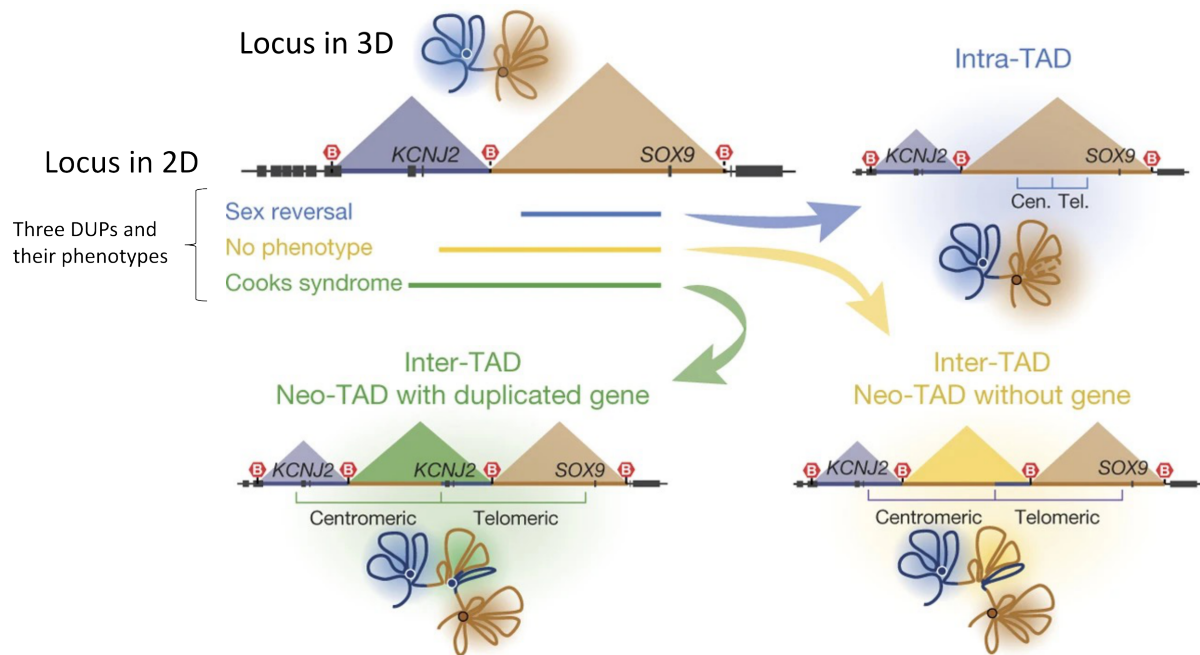 Locus in 3D
B
KCNJ2
B
SOX9
B
Locus in 2D
Three DUPs and
their phenotypes
Sex reversal
No phenotype
Cooks syndrome
Intra-TAD
B
KCNJ2
B
SOX9
B
Cen. Tel.
Inter-TAD
Neo-TAD with duplicated gene
B
KCNJ2
B
KCNJ2
B
SOX9
B
Centromeric
Telomeric
Inter-TAD
Neo-TAD without gene
B
KCNJ2
B
B
SOX9
B
Centromeric
Telomeric